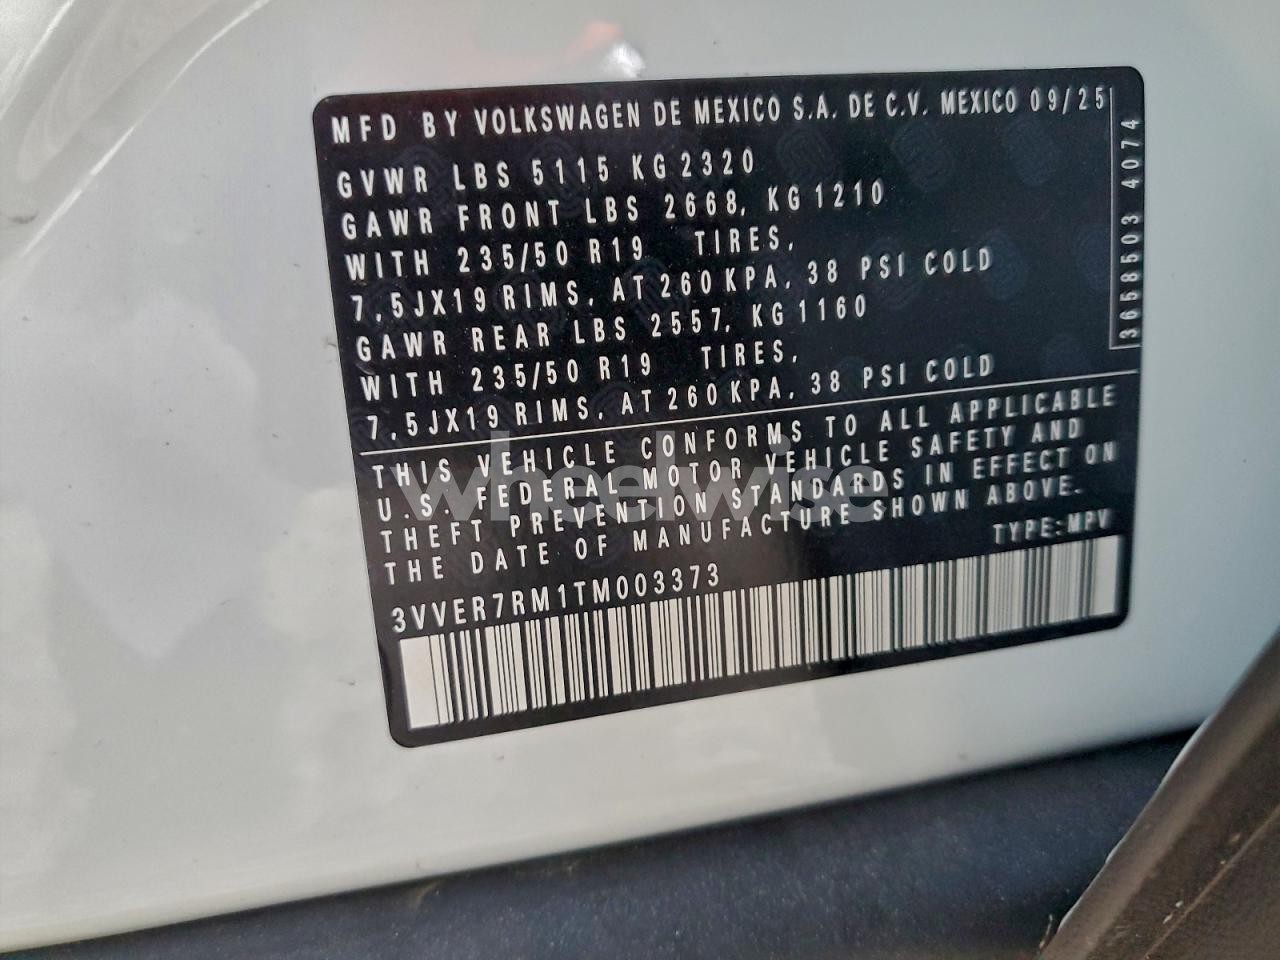 MFD BY VOLKSWAGEN DE MEXICO S.A. DE C.V. MEXICO 09/25
GVWR LBS 5115 KG 2320
GAWR FRONT LBS 2668, KG 1210
WITH 235/50 R19 TIRES,
7,5JX19 RIMS, AT 260 KPA, 38 PSI COLD
GAWR REAR LBS 2557, KG 1160
WITH 235/50 R19 TIRES,
7,5JX19 RIMS, AT 260 KPA, 38 PSI COLD
3658503 4074
THIS VEHICLE CONFORMS TO ALL APPLICABLE
U.S. FEDERAL MOTOR VEHICLE SAFETY AND
THEFT PREVENTION STANDARDS IN EFFECT ON
THE DATE OF MANUFACTURE SHOWN ABOVE.
TYPE:MPV
3VVER7RM1TM003373
wheelwise